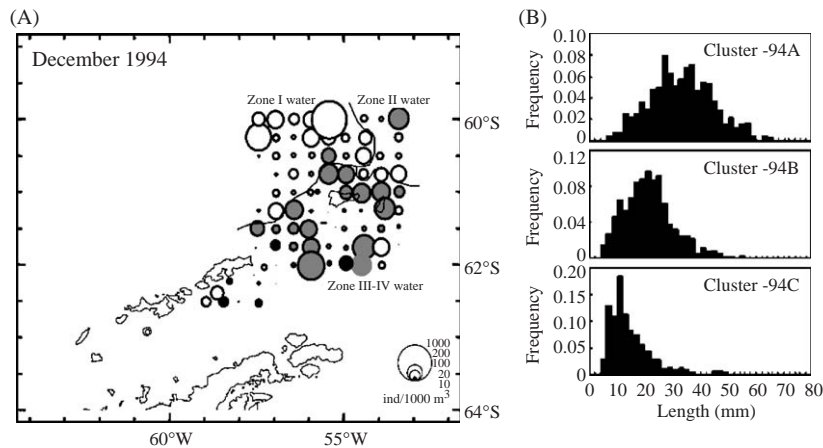 (A)
December 1994
Zone I water
Zone II water
Zone III-IV water
1000
200
100
20
10
3
ind/1000 m³
60°S
62°S
64°S
60°W
55°W
(B)
Cluster -94A
Frequency
0.10
0.08
0.06
0.04
0.02
0
Cluster -94B
Frequency
0.12
0.08
0.04
0
Cluster -94C
Frequency
0.20
0.15
0.10
0.05
0
0 10 20 30 40 50 60 70 80
Length (mm)